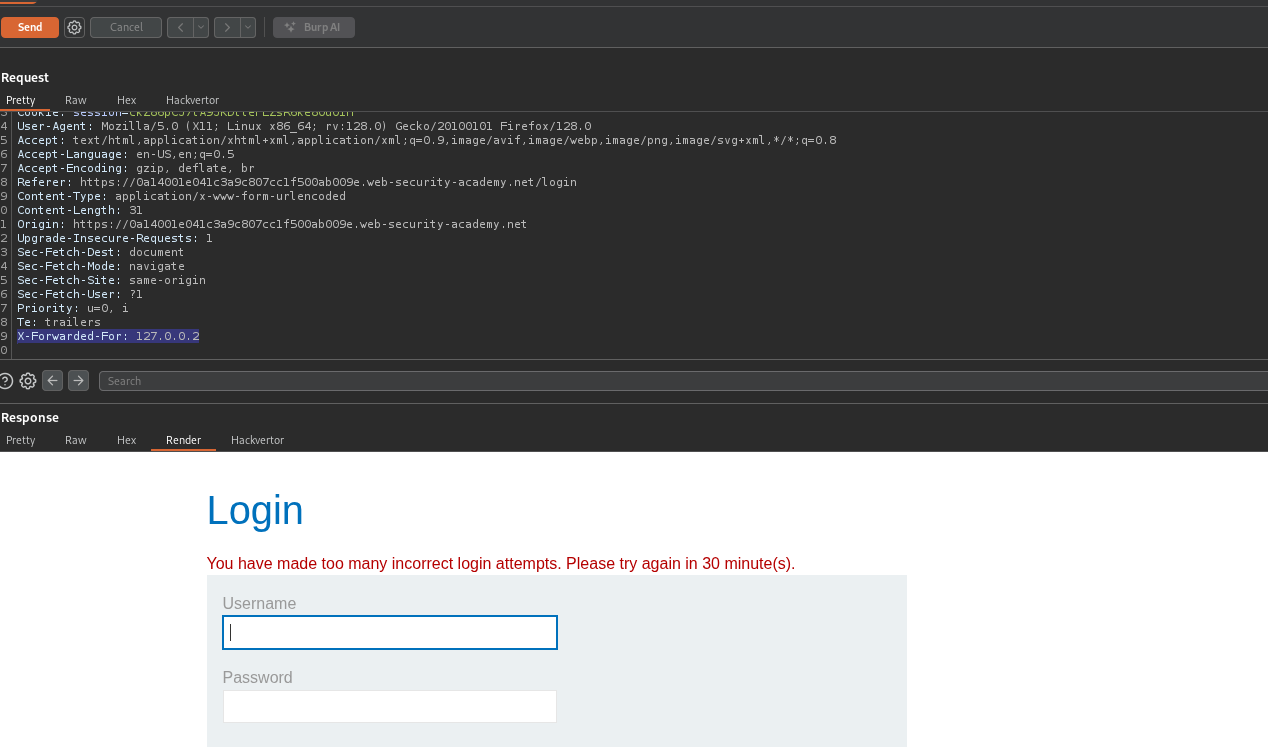 Send Cancel Burp AI
Request
Pretty Raw Hex Hackvertor
4 User-Agent: Mozilla/5.0 (X11; Linux x86_64; rv:128.0) Gecko/20100101 Firefox/128.0
5 Accept: text/html,application/xhtml+xml,application/xml;q=0.9,image/avif,image/webp,image/png,image/svg+xml,*/*;q=0.8
6 Accept-Language: en-US,en;q=0.5
7 Accept-Encoding: gzip, deflate, br
8 Referer: https://0a14001e041c3a9c807cc1f500ab009e.web-security-academy.net/login
9 Content-Type: application/x-www-form-urlencoded
0 Content-Length: 31
1 Origin: https://0a14001e041c3a9c807cc1f500ab009e.web-security-academy.net
2 Upgrade-Insecure-Requests: 1
3 Sec-Fetch-Dest: document
4 Sec-Fetch-Mode: navigate
5 Sec-Fetch-Site: same-origin
6 Sec-Fetch-User: ?1
7 Priority: u=0, i
8 Te: trailers
9 X-Forwarded-For: 127.0.0.2
0
Search
Response
Pretty Raw Hex Render Hackvertor
Login
You have made too many incorrect login attempts. Please try again in 30 minute(s).
Username
Password